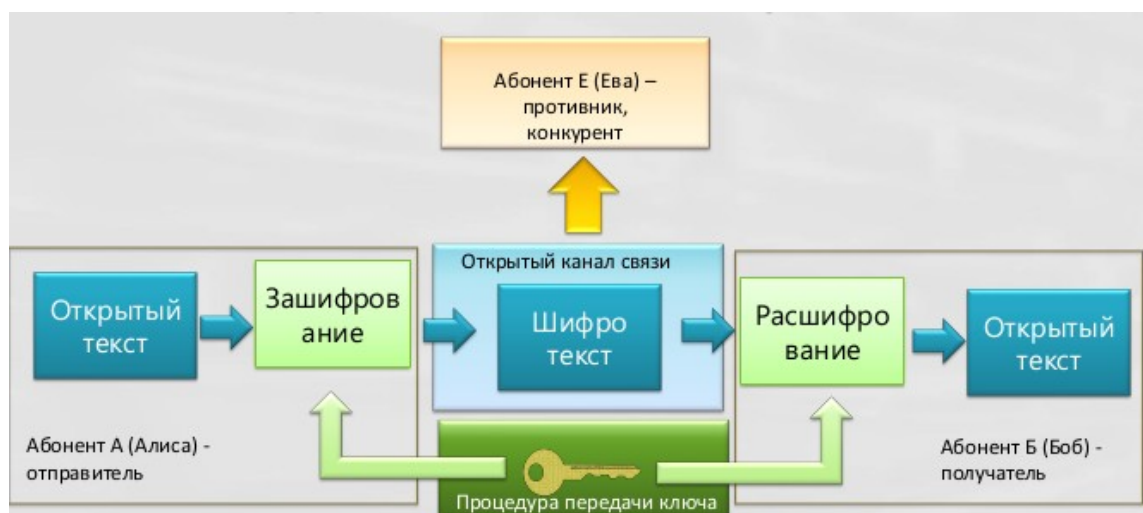 Абонент Е (Ева) –
противник,
конкурент
Открытый канал связи
Открытый
текст
Зашифров
ание
Шифро
текст
Расшифро
вание
Открытый
текст
Абонент А (Алиса) -
отправитель
Абонент Б (Боб) -
получатель
Процедура передачи ключа